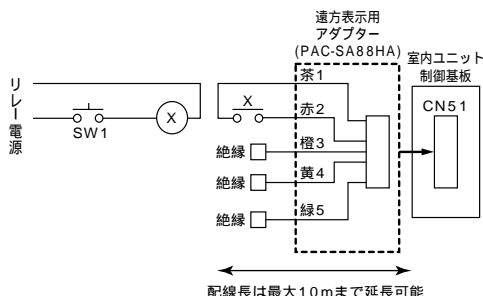 遠方表示用
アダプター
(PAC-SA88HA)
室内ユニット
制御基板
リレー電源
SW1
X
X
茶1
赤2
橙3
黄4
緑5
絶縁
絶縁
絶縁
CN51
配線長は最大10mまで延長可能